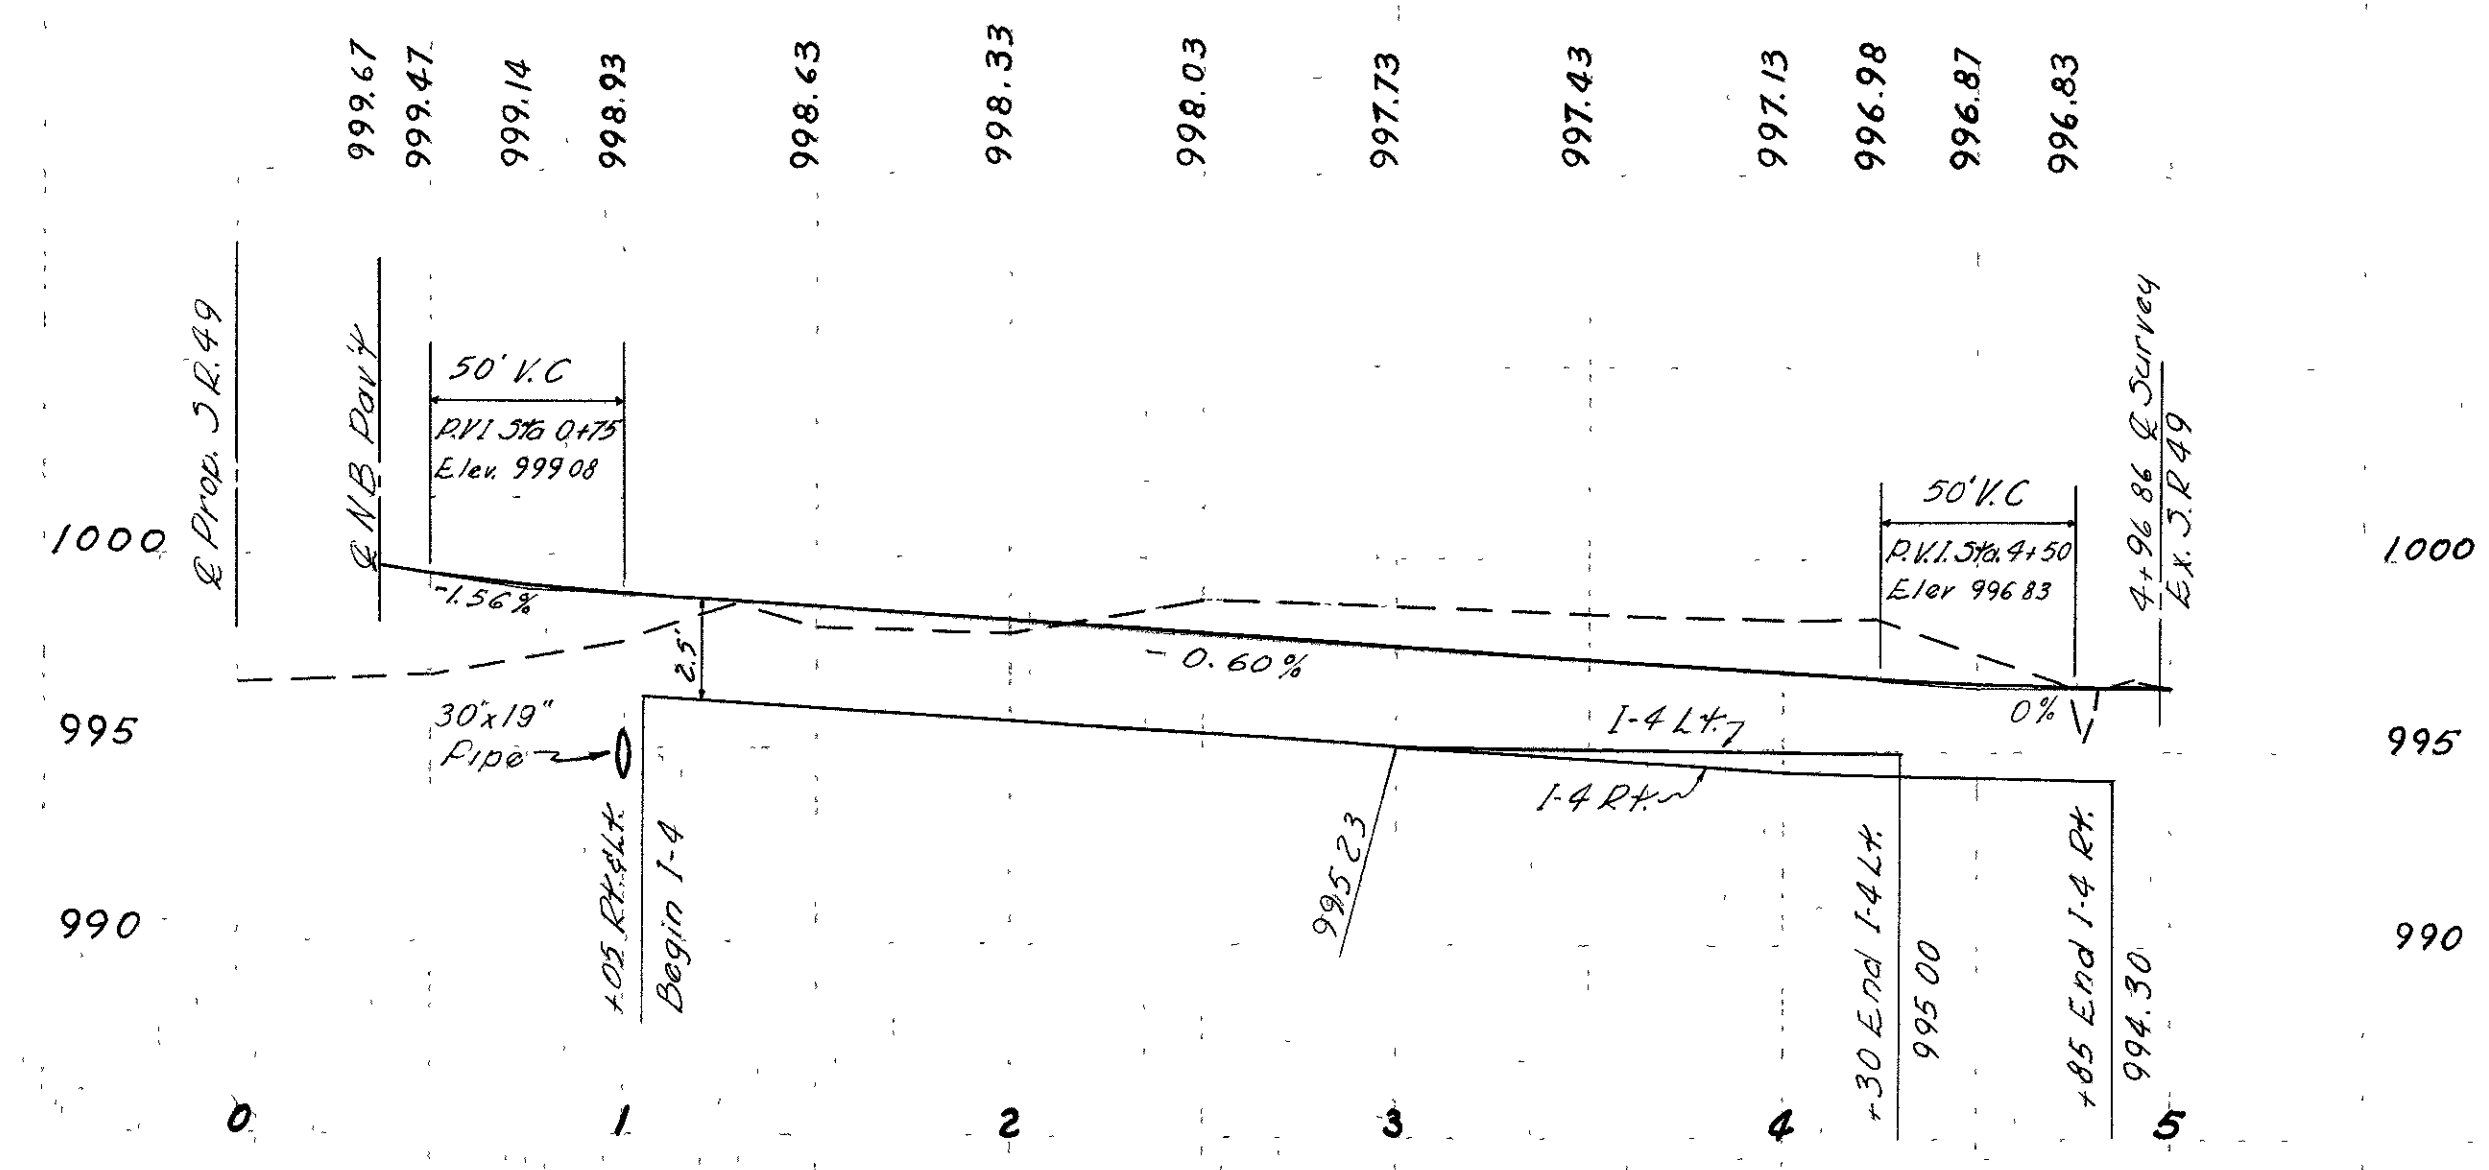 999.67
999.47
999.14
998.93
998.63
998.33
998.03
997.73
997.43
997.13
996.98
996.87
996.83
℄ Prop. S.R.49
℄ NB Pav't
50' V.C
P.V.I Sta 0+75
Elev. 999 08
50' V.C
P.V.I. Sta. 4+50
Elev 996 83
4+96 86 ℄ Survey
Ex. S.R 49
1000
1000
-1.56%
2.5'
- 0.60%
0%
995
995
30"x19"
Pipe
I-4 Lt.
I-4 Rt.
+05 Rt.&Lt.
Begin I-4
995 23
+30 End I-4 Lt.
995 00
+85 End I-4 Rt.
994.30
990
990
0
1
2
3
4
5